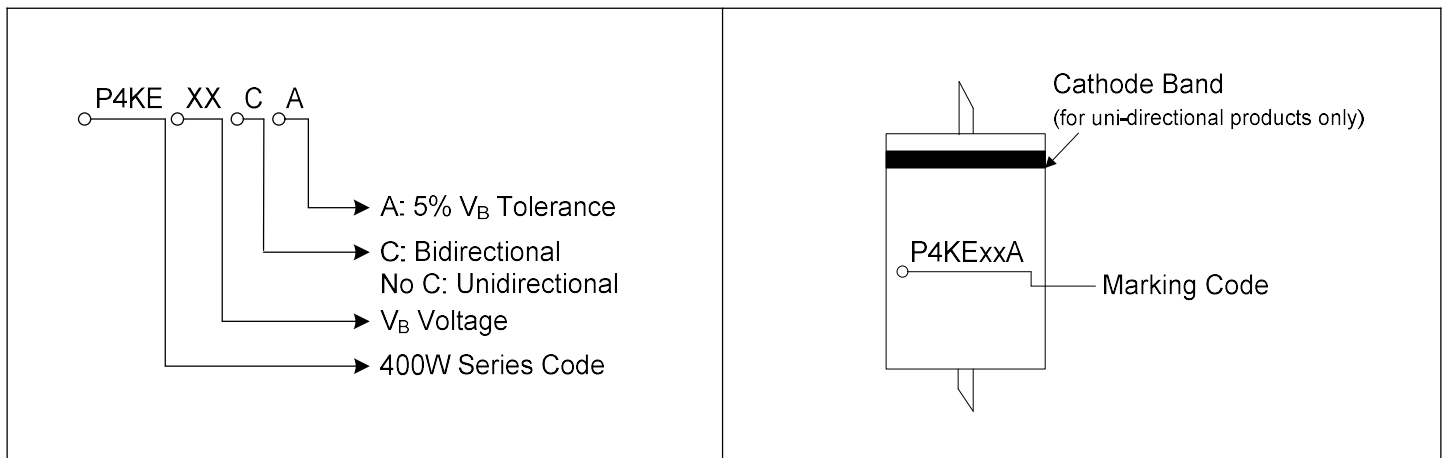 P4KE XX C A
A: 5% VB Tolerance
C: Bidirectional
No C: Unidirectional
VB Voltage
400W Series Code
Cathode Band
(for uni-directional products only)
P4KExxA
Marking Code